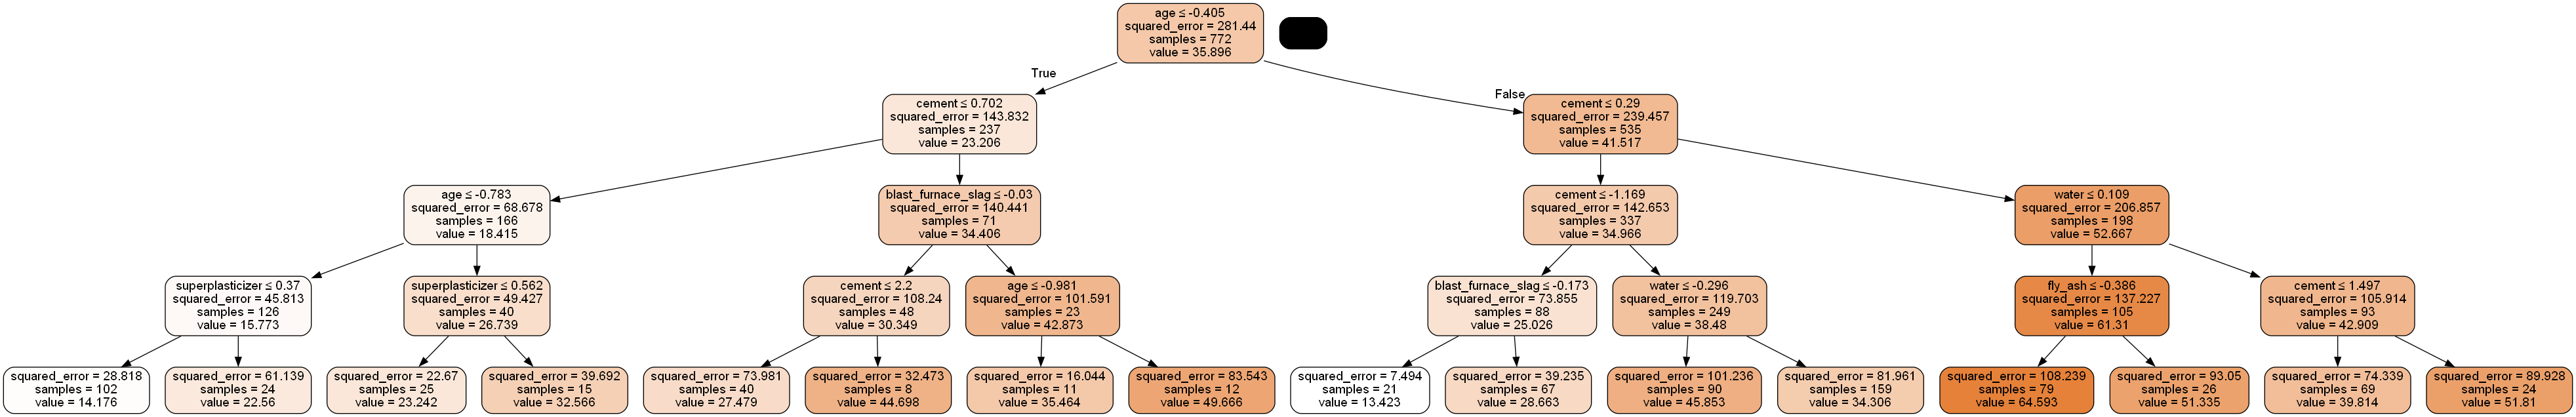 age ≤ -0.405
squared_error = 281.44
samples = 772
value = 35.896
True
False
cement ≤ 0.702
squared_error = 143.832
samples = 237
value = 23.206
cement ≤ 0.29
squared_error = 239.457
samples = 535
value = 41.517
age ≤ -0.783
squared_error = 68.678
samples = 166
value = 18.415
blast_furnace_slag ≤ -0.03
squared_error = 140.441
samples = 71
value = 34.406
cement ≤ -1.169
squared_error = 142.653
samples = 337
value = 34.966
water ≤ 0.109
squared_error = 206.857
samples = 198
value = 52.667
superplasticizer ≤ 0.37
squared_error = 45.813
samples = 126
value = 15.773
superplasticizer ≤ 0.562
squared_error = 49.427
samples = 40
value = 26.739
cement ≤ 2.2
squared_error = 108.24
samples = 48
value = 30.349
age ≤ -0.981
squared_error = 101.591
samples = 23
value = 42.873
blast_furnace_slag ≤ -0.173
squared_error = 73.855
samples = 88
value = 25.026
water ≤ -0.296
squared_error = 119.703
samples = 249
value = 38.48
fly_ash ≤ -0.386
squared_error = 137.227
samples = 105
value = 61.31
cement ≤ 1.497
squared_error = 105.914
samples = 93
value = 42.909
squared_error = 28.818
samples = 102
value = 14.176
squared_error = 61.139
samples = 24
value = 22.56
squared_error = 22.67
samples = 25
value = 23.242
squared_error = 39.692
samples = 15
value = 32.566
squared_error = 73.981
samples = 40
value = 27.479
squared_error = 32.473
samples = 8
value = 44.698
squared_error = 16.044
samples = 11
value = 35.464
squared_error = 83.543
samples = 12
value = 49.666
squared_error = 7.494
samples = 21
value = 13.423
squared_error = 39.235
samples = 67
value = 28.663
squared_error = 101.236
samples = 90
value = 45.853
squared_error = 81.961
samples = 159
value = 34.306
squared_error = 108.239
samples = 79
value = 64.593
squared_error = 93.05
samples = 26
value = 51.335
squared_error = 74.339
samples = 69
value = 39.814
squared_error = 89.928
samples = 24
value = 51.81